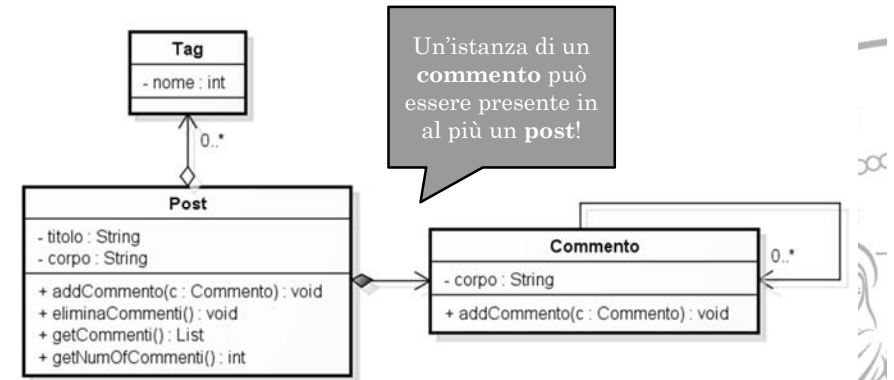 Tag
- nome : int
0..*
Un'istanza di un
commento può
essere presente in
al più un post!
Post
- titolo : String
- corpo : String
+ addCommento(c : Commento) : void
+ eliminaCommenti() : void
+ getCommenti() : List
+ getNumOfCommenti() : int
Commento
- corpo : String
+ addCommento(c : Commento) : void
0..*